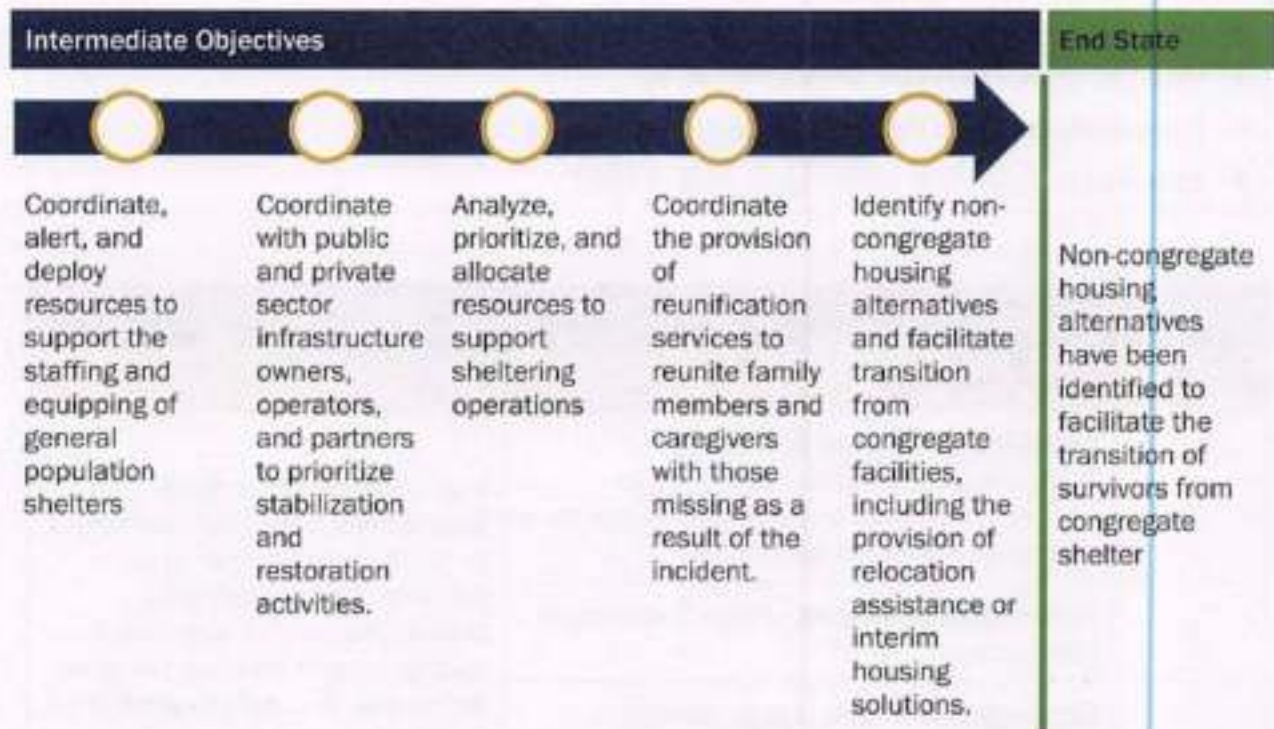 Intermediate Objectives
End State
Coordinate,
alert, and
deploy
resources to
support the
staffing and
equipping of
general
population
shelters
Coordinate
with public
and private
sector
infrastructure
owners,
operators,
and partners
to prioritize
stabilization
and
restoration
activities.
Analyze,
prioritize, and
allocate
resources to
support
sheltering
operations
Coordinate
the provision
of
reunification
services to
reunite family
members and
caregivers
with those
missing as a
result of the
incident.
Identify non-
congregate
housing
alternatives
and facilitate
transition
from
congregate
facilities,
including the
provision of
relocation
assistance or
interim
housing
solutions.
Non-congregate
housing
alternatives
have been
identified to
facilitate the
transition of
survivors from
congregate
shelter